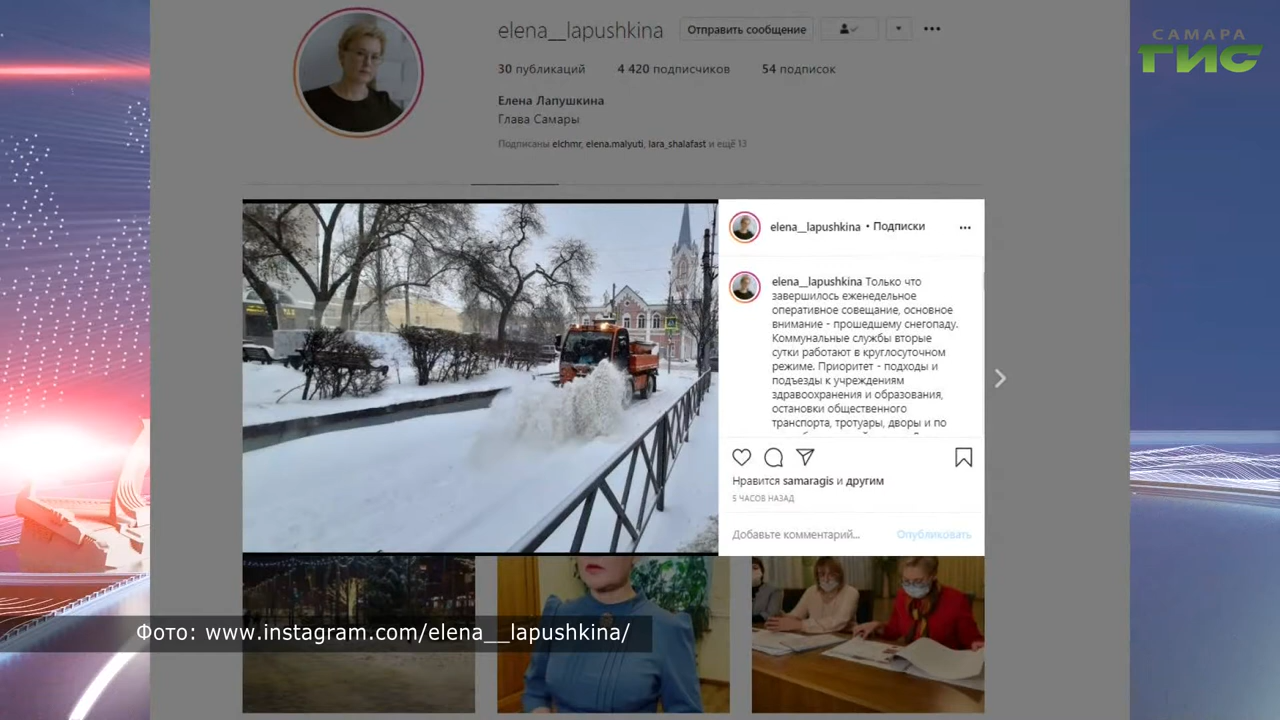 САМАРА
ГИС
elena__lapushkina
Отправить сообщение
30 публикаций 4 420 подписчиков 54 подписок
Елена Лапушкина
Глава Самары
Подписаны elchmr, elena.malyuti, lara_shalafast и ещё 13
elena__lapushkina • Подписки
elena__lapushkina Только что
завершилось еженедельное
оперативное совещание, основное
внимание - прошедшему снегопаду.
Коммунальные службы вторые
сутки работают в круглосуточном
режиме. Приоритет - подходы и
подъезды к учреждениям
здравоохранения и образования,
остановки общественного
транспорта, тротуары, дворы и по
Нравится samaragis и другим
5 ЧАСОВ НАЗАД
Добавьте комментарий... Опубликовать
Фото: www.instagram.com/elena__lapushkina/